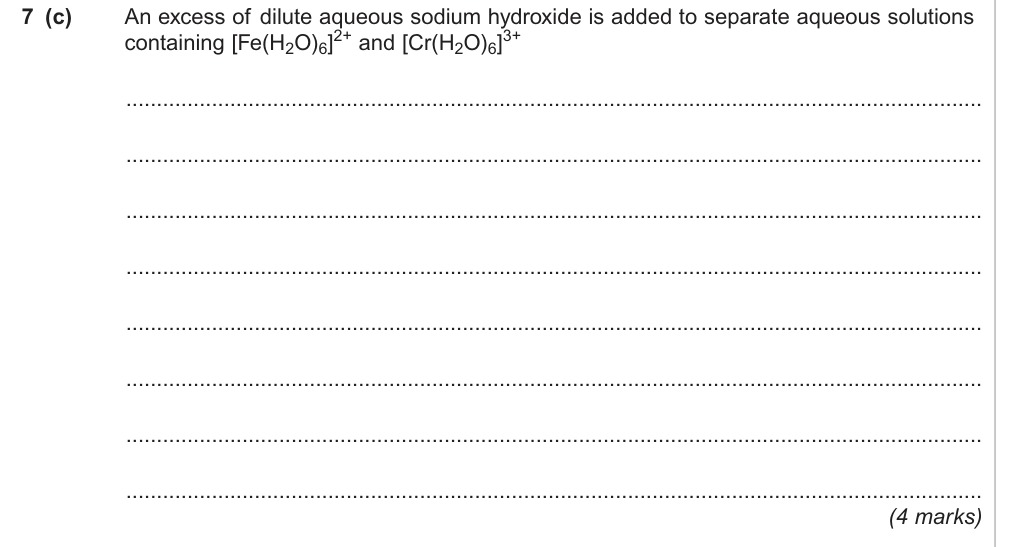 7 (c) An excess of dilute aqueous sodium hydroxide is added to separate aqueous solutions
containing [Fe(H₂O)₆]²⁺ and [Cr(H₂O)₆]³⁺
................................................................................
................................................................................
................................................................................
................................................................................
................................................................................
................................................................................
................................................................................
................................................................................
(4 marks)